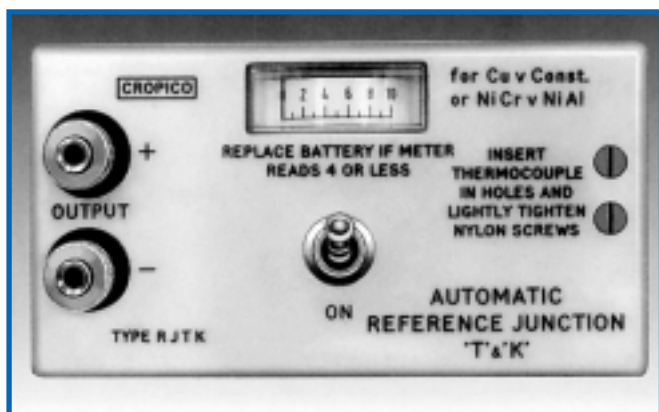 CROPICO
for Cu v Const.
or NiCr v NiAl
0 2 4 6 8 10
REPLACE BATTERY IF METER
READS 4 OR LESS
INSERT
THERMOCOUPLE
IN HOLES AND
LIGHTLY TIGHTEN
NYLON SCREWS
+
OUTPUT
−
ON
TYPE RJTK
AUTOMATIC
REFERENCE JUNCTION
"T"&"K"